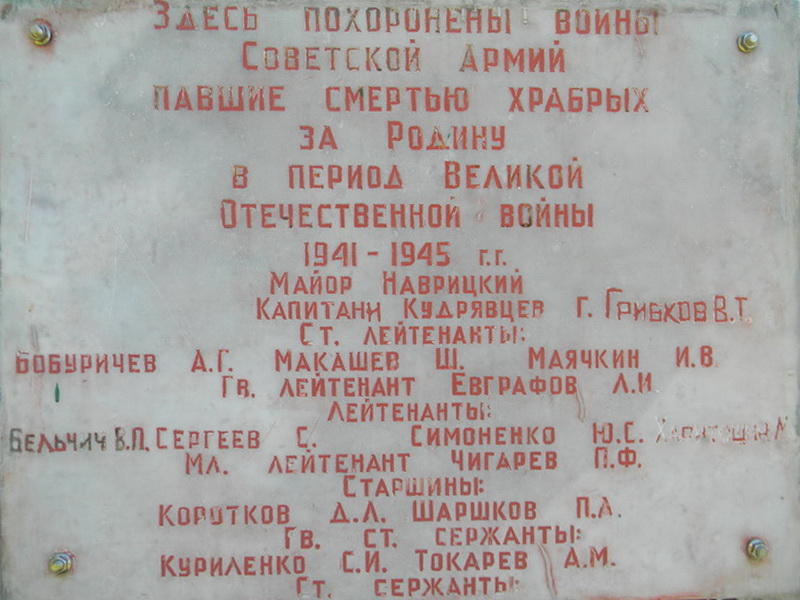 Здесь похоронены войны
Советской Армий
павшие смертью храбрых
за Родину
в период Великой
Отечественной войны
1941 - 1945 г.г.
Майор Наврицкий
Капитани Кудрявцев Г. Грибков В.Т.
Ст. лейтенанты:
Бобуричев А.Г. Макашев Ш. Маячкин И.В.
Гв. лейтенант Евграфов Л.И.
Лейтенанты:
Бельчич В.П. Сергеев С. Симоненко Ю.С.
Мл. лейтенант Чигарев П.Ф.
Старшины:
Коротков Д.Л. Шаршков П.А.
Гв. ст. сержанты:
Куриленко С.И. Токарев А.М.
Ст. сержанты: